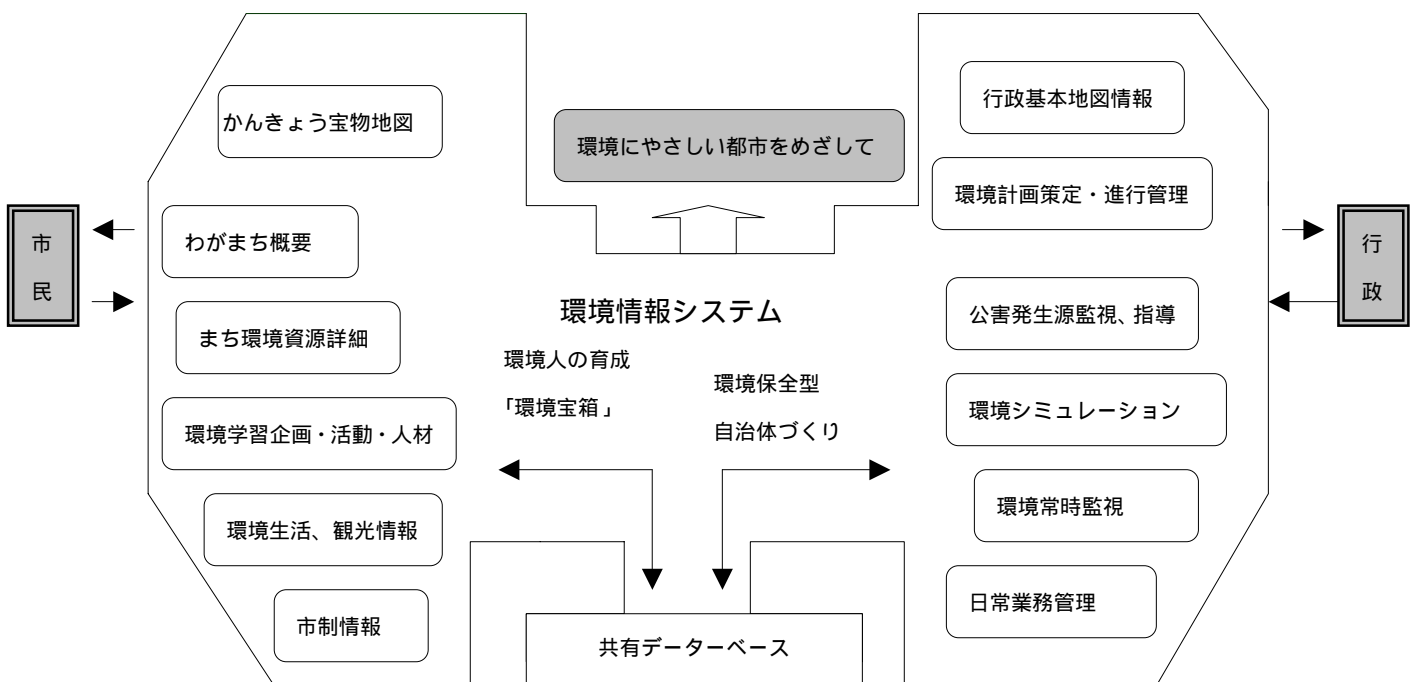 かんきょう宝物地図
環境にやさしい都市をめざして
行政基本地図情報
環境計画策定・進行管理
市
民
わがまち概要
行
政
環境情報システム
公害発生源監視、指導
まち環境資源詳細
環境人の育成
「環境宝箱」
環境保全型
自治体づくり
環境シミュレーション
環境学習企画・活動・人材
環境常時監視
環境生活、観光情報
日常業務管理
市制情報
共有データーベース